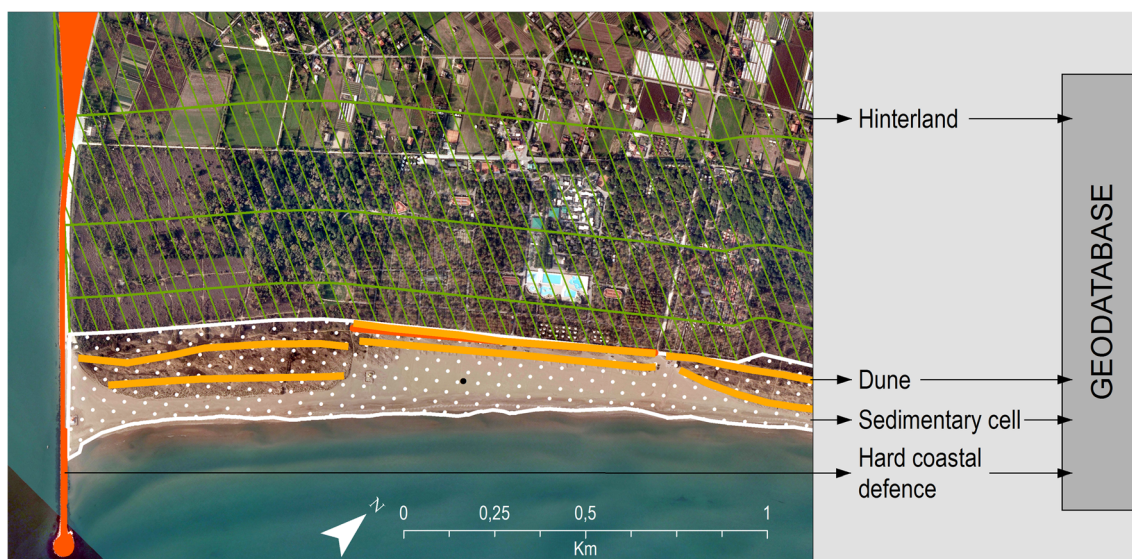 Hinterland
Dune
Sedimentary cell
Hard coastal
defence
GEODATABASE
N
0
0,25
0,5
1
Km